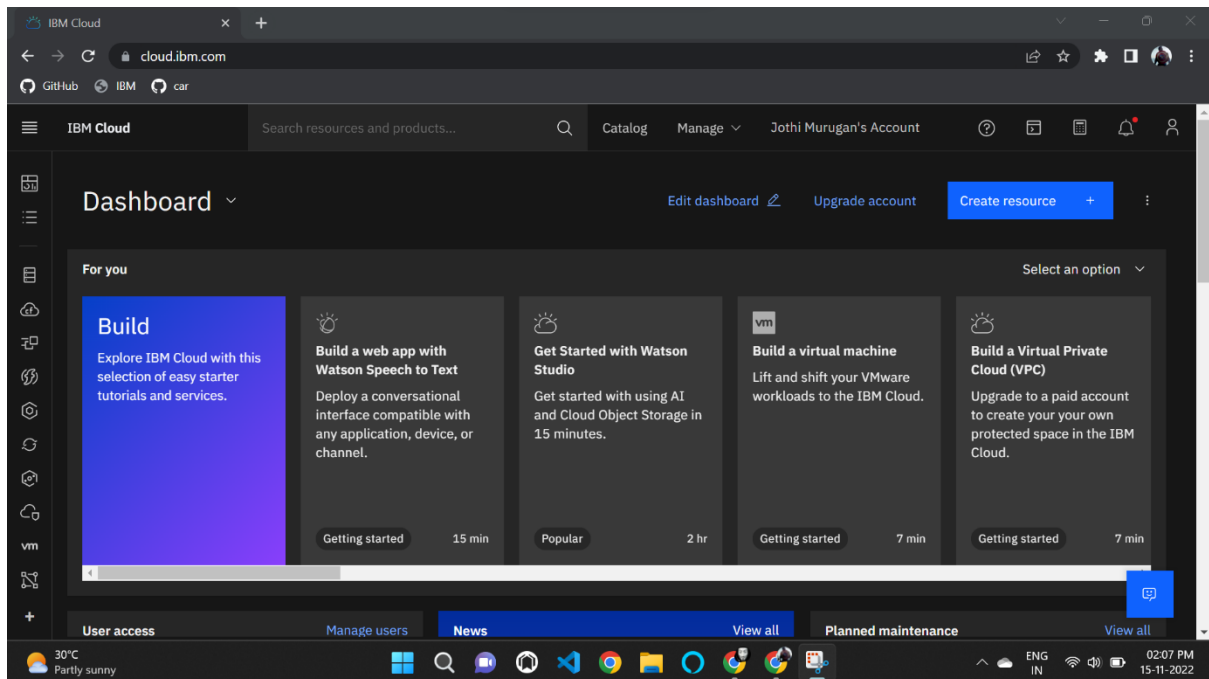 IBM Cloud
cloud.ibm.com
GitHub IBM car
IBM Cloud Search resources and products... Catalog Manage Jothi Murugan's Account
Dashboard Edit dashboard Upgrade account Create resource +
For you Select an option
Build
Explore IBM Cloud with this
selection of easy starter
tutorials and services.
Build a web app with
Watson Speech to Text
Deploy a conversational
interface compatible with
any application, device, or
channel.
Getting started 15 min
Get Started with Watson
Studio
Get started with using AI
and Cloud Object Storage in
15 minutes.
Popular 2 hr
vm
Build a virtual machine
Lift and shift your VMware
workloads to the IBM Cloud.
Getting started 7 min
Build a Virtual Private
Cloud (VPC)
Upgrade to a paid account
to create your your own
protected space in the IBM
Cloud.
Getting started 7 min
vm
User access Manage users
News View all
Planned maintenance View all
30°C
Partly sunny
ENG
IN
02:07 PM
15-11-2022